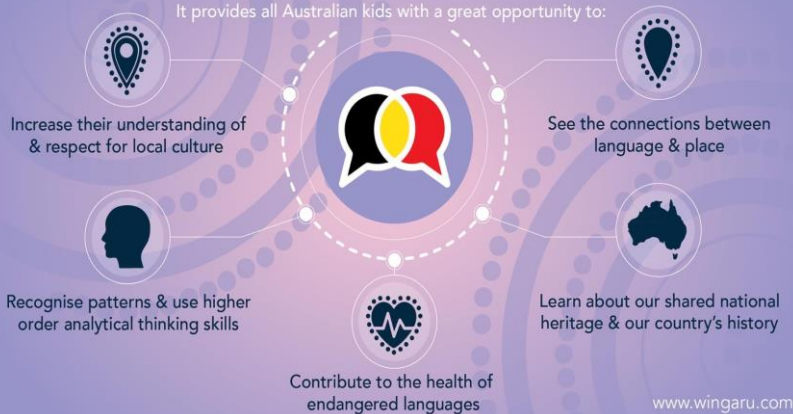 It provides all Australian kids with a great opportunity to:
Increase their understanding of
& respect for local culture
See the connections between
language & place
Recognise patterns & use higher
order analytical thinking skills
Learn about our shared national
heritage & our country's history
Contribute to the health of
endangered languages
www.wingaru.com